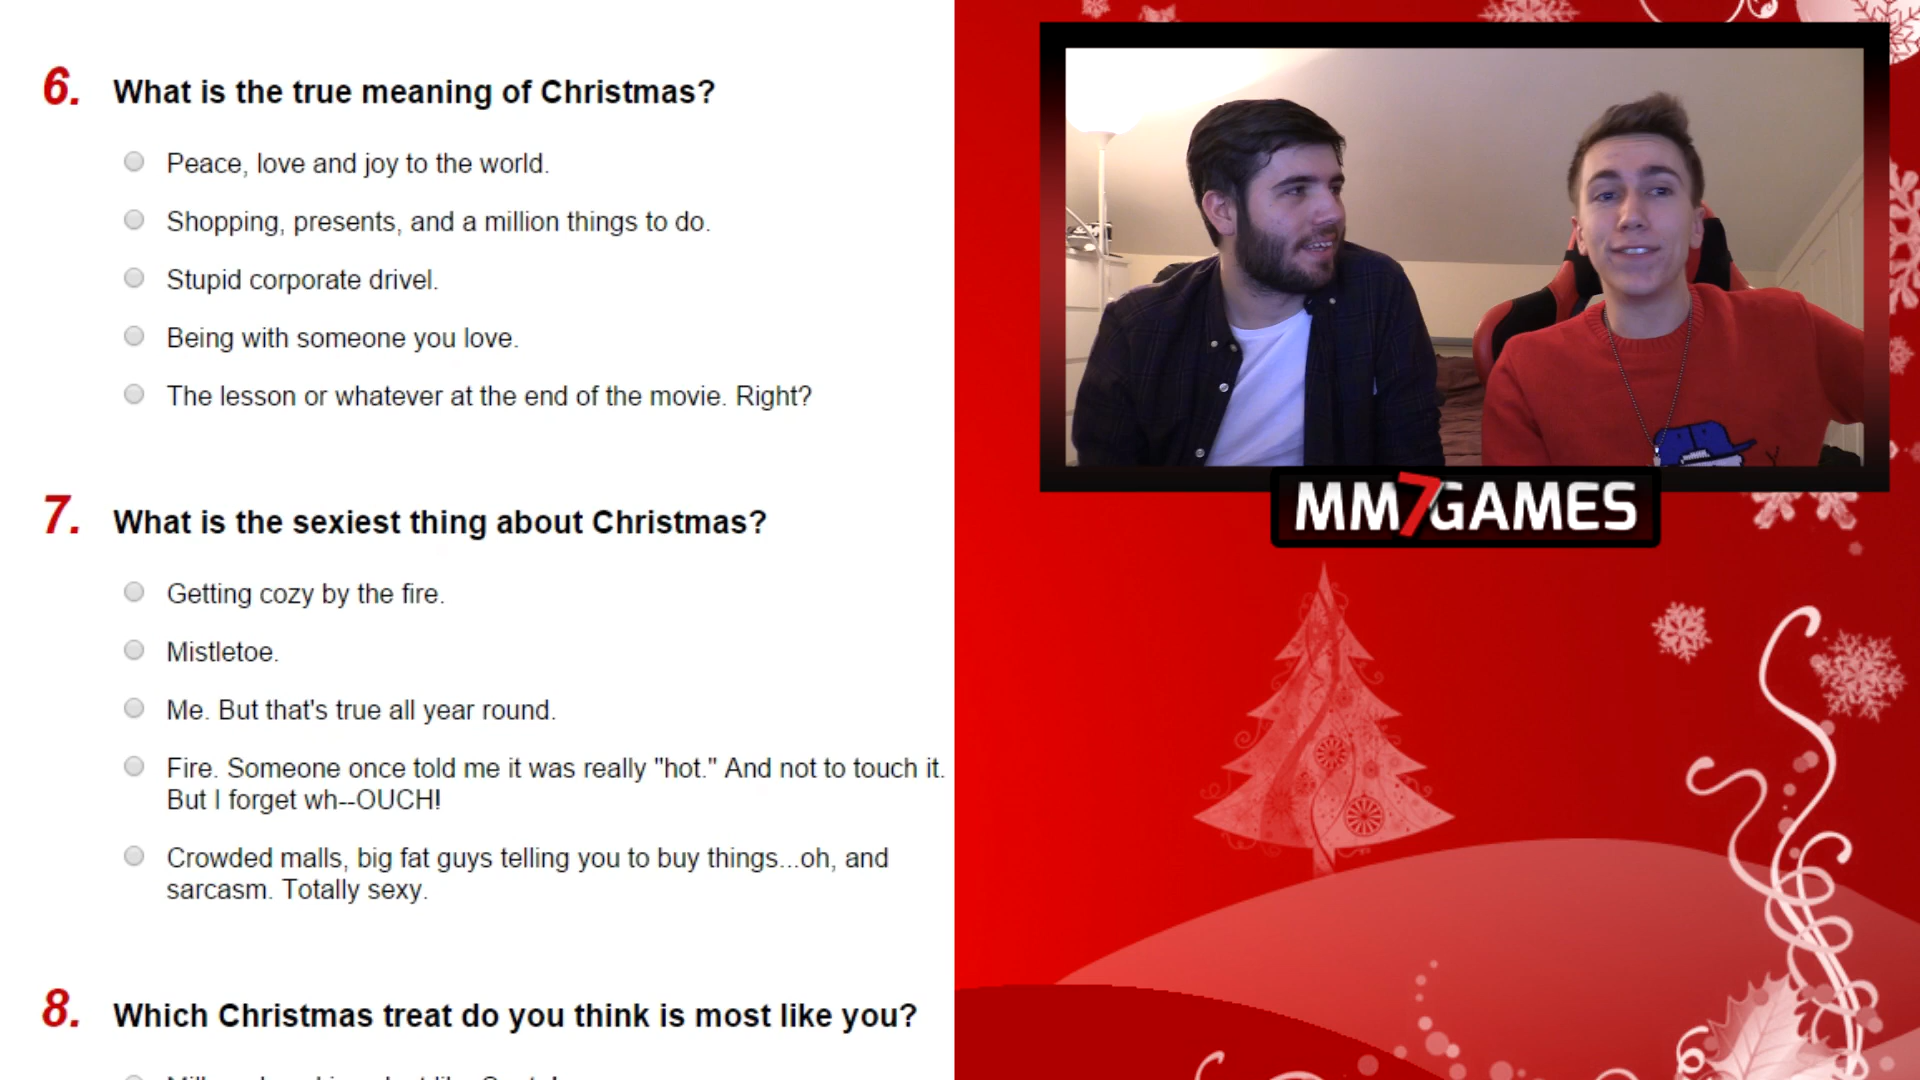 6. What is the true meaning of Christmas?
Peace, love and joy to the world.
Shopping, presents, and a million things to do.
Stupid corporate drivel.
Being with someone you love.
The lesson or whatever at the end of the movie. Right?
7. What is the sexiest thing about Christmas?
Getting cozy by the fire.
Mistletoe.
Me. But that's true all year round.
Fire. Someone once told me it was really "hot." And not to touch it.
But I forget wh--OUCH!
Crowded malls, big fat guys telling you to buy things...oh, and
sarcasm. Totally sexy.
8. Which Christmas treat do you think is most like you?
MM7GAMES